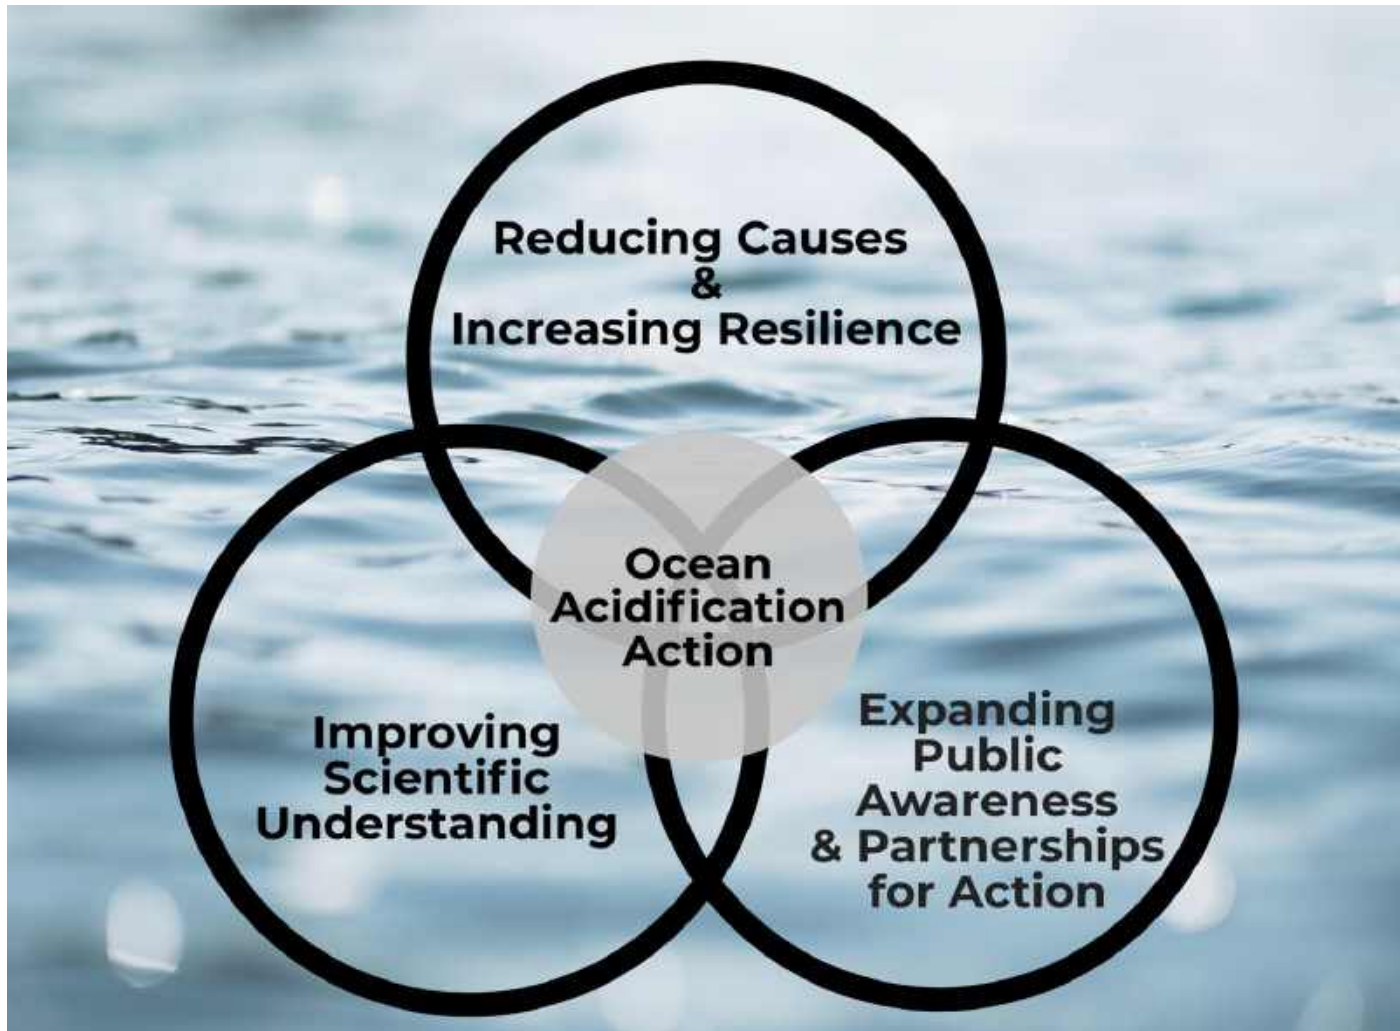 Reducing Causes
&
Increasing Resilience
Ocean
Acidification
Action
Improving
Scientific
Understanding
Expanding
Public
Awareness
& Partnerships
for Action